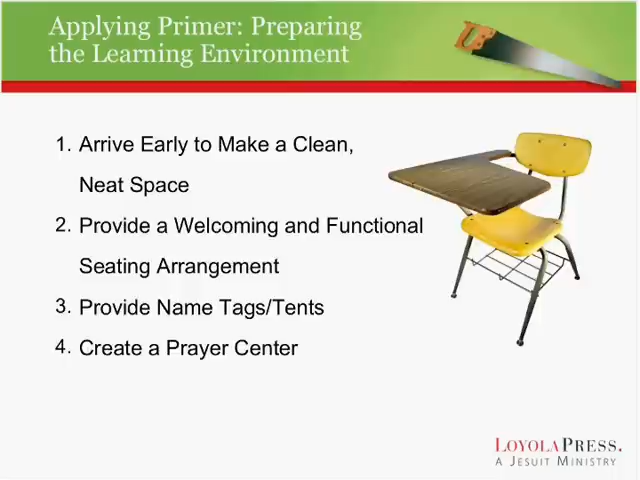 Applying Primer: Preparing
the Learning Environment
1. Arrive Early to Make a Clean,
Neat Space
2. Provide a Welcoming and Functional
Seating Arrangement
3. Provide Name Tags/Tents
4. Create a Prayer Center
LOYOLAPRESS.
A JESUIT MINISTRY